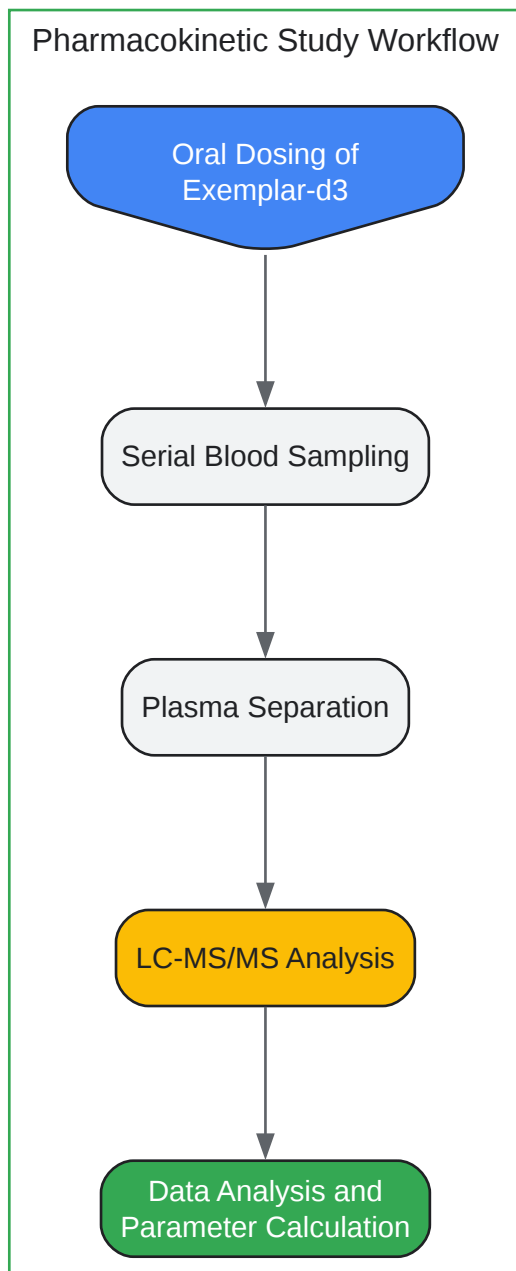 Pharmacokinetic Study Workflow
Oral Dosing of
Exemplar-d3
Serial Blood Sampling
Plasma Separation
LC-MS/MS Analysis
Data Analysis and
Parameter Calculation